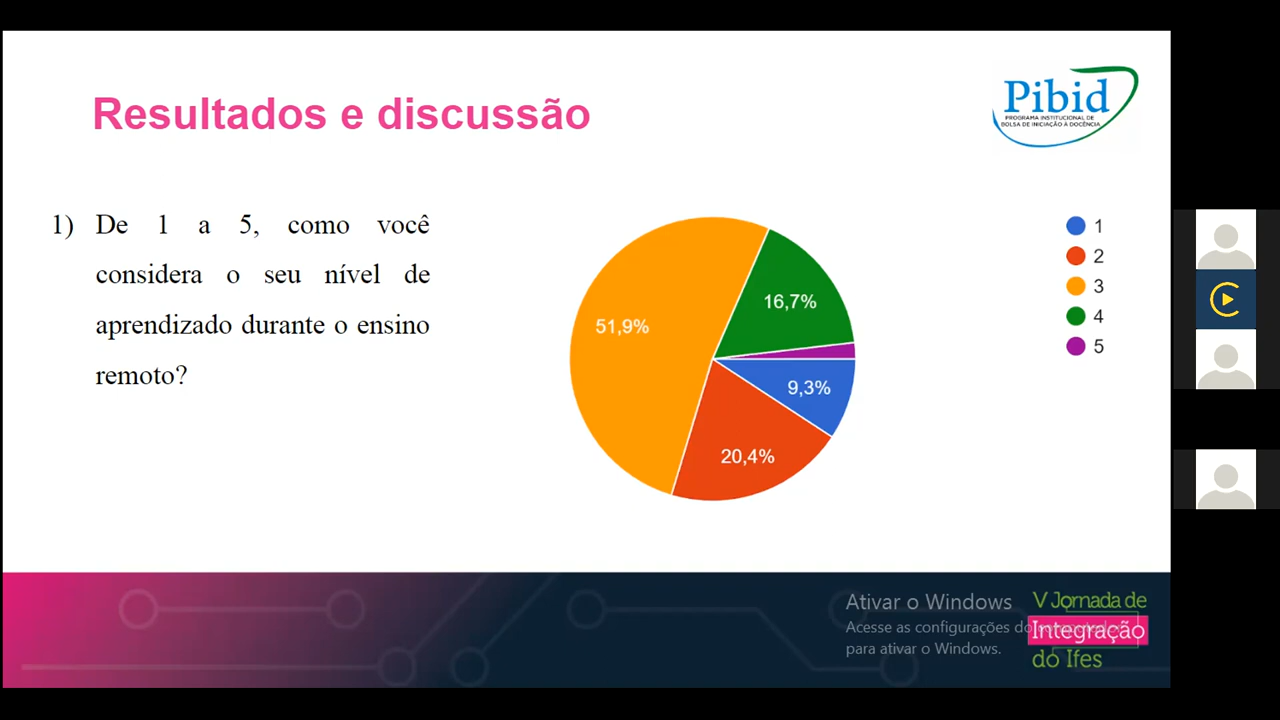 Resultados e discussão
Pibid
PROGRAMA INSTITUCIONAL DE
BOLSA DE INICIAÇÃO À DOCÊNCIA
1) De 1 a 5, como você
considera o seu nível de
aprendizado durante o ensino
remoto?
51,9%
16,7%
9,3%
20,4%
1
2
3
4
5
Ativar o Windows
Acesse as configurações do
para ativar o Windows.
V Jornada de
Integração
do Ifes